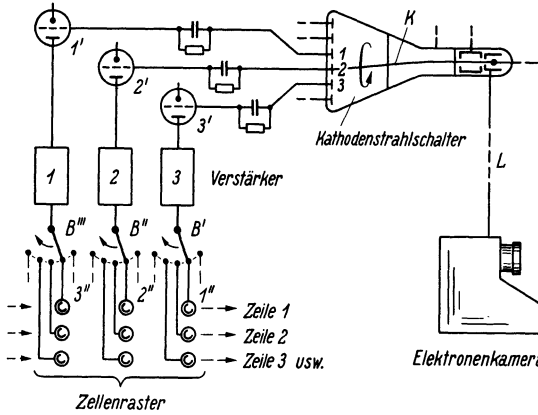 1'
2'
3'
1
2
3
K
Kathodenstrahlschalter
L
1
2
3
Verstärker
B'''
B''
B'
3''
2''
1''
Zeile 1
Zeile 2
Zeile 3 usw.
Zellenraster
Elektronenkamera